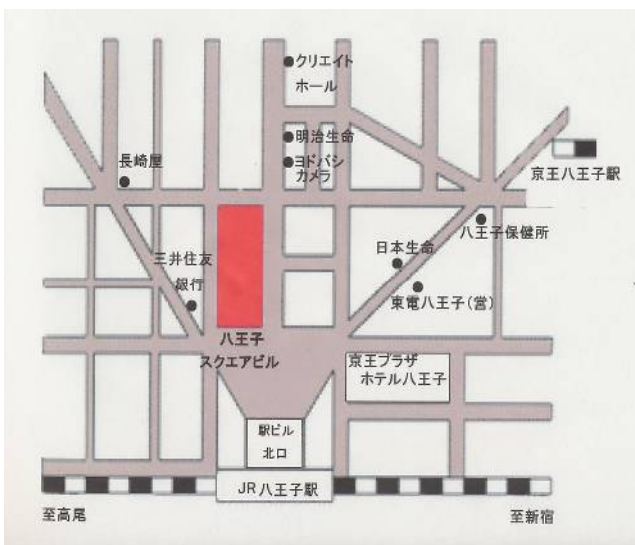 クリエイト
ホール
明治生命
ヨドバシ
カメラ
長崎屋
京王八王子駅
八王子保健所
日本生命
三井住友
銀行
東電八王子(営)
八王子
スクエアビル
京王プラザ
ホテル八王子
駅ビル
北口
JR八王子駅
至高尾
至新宿